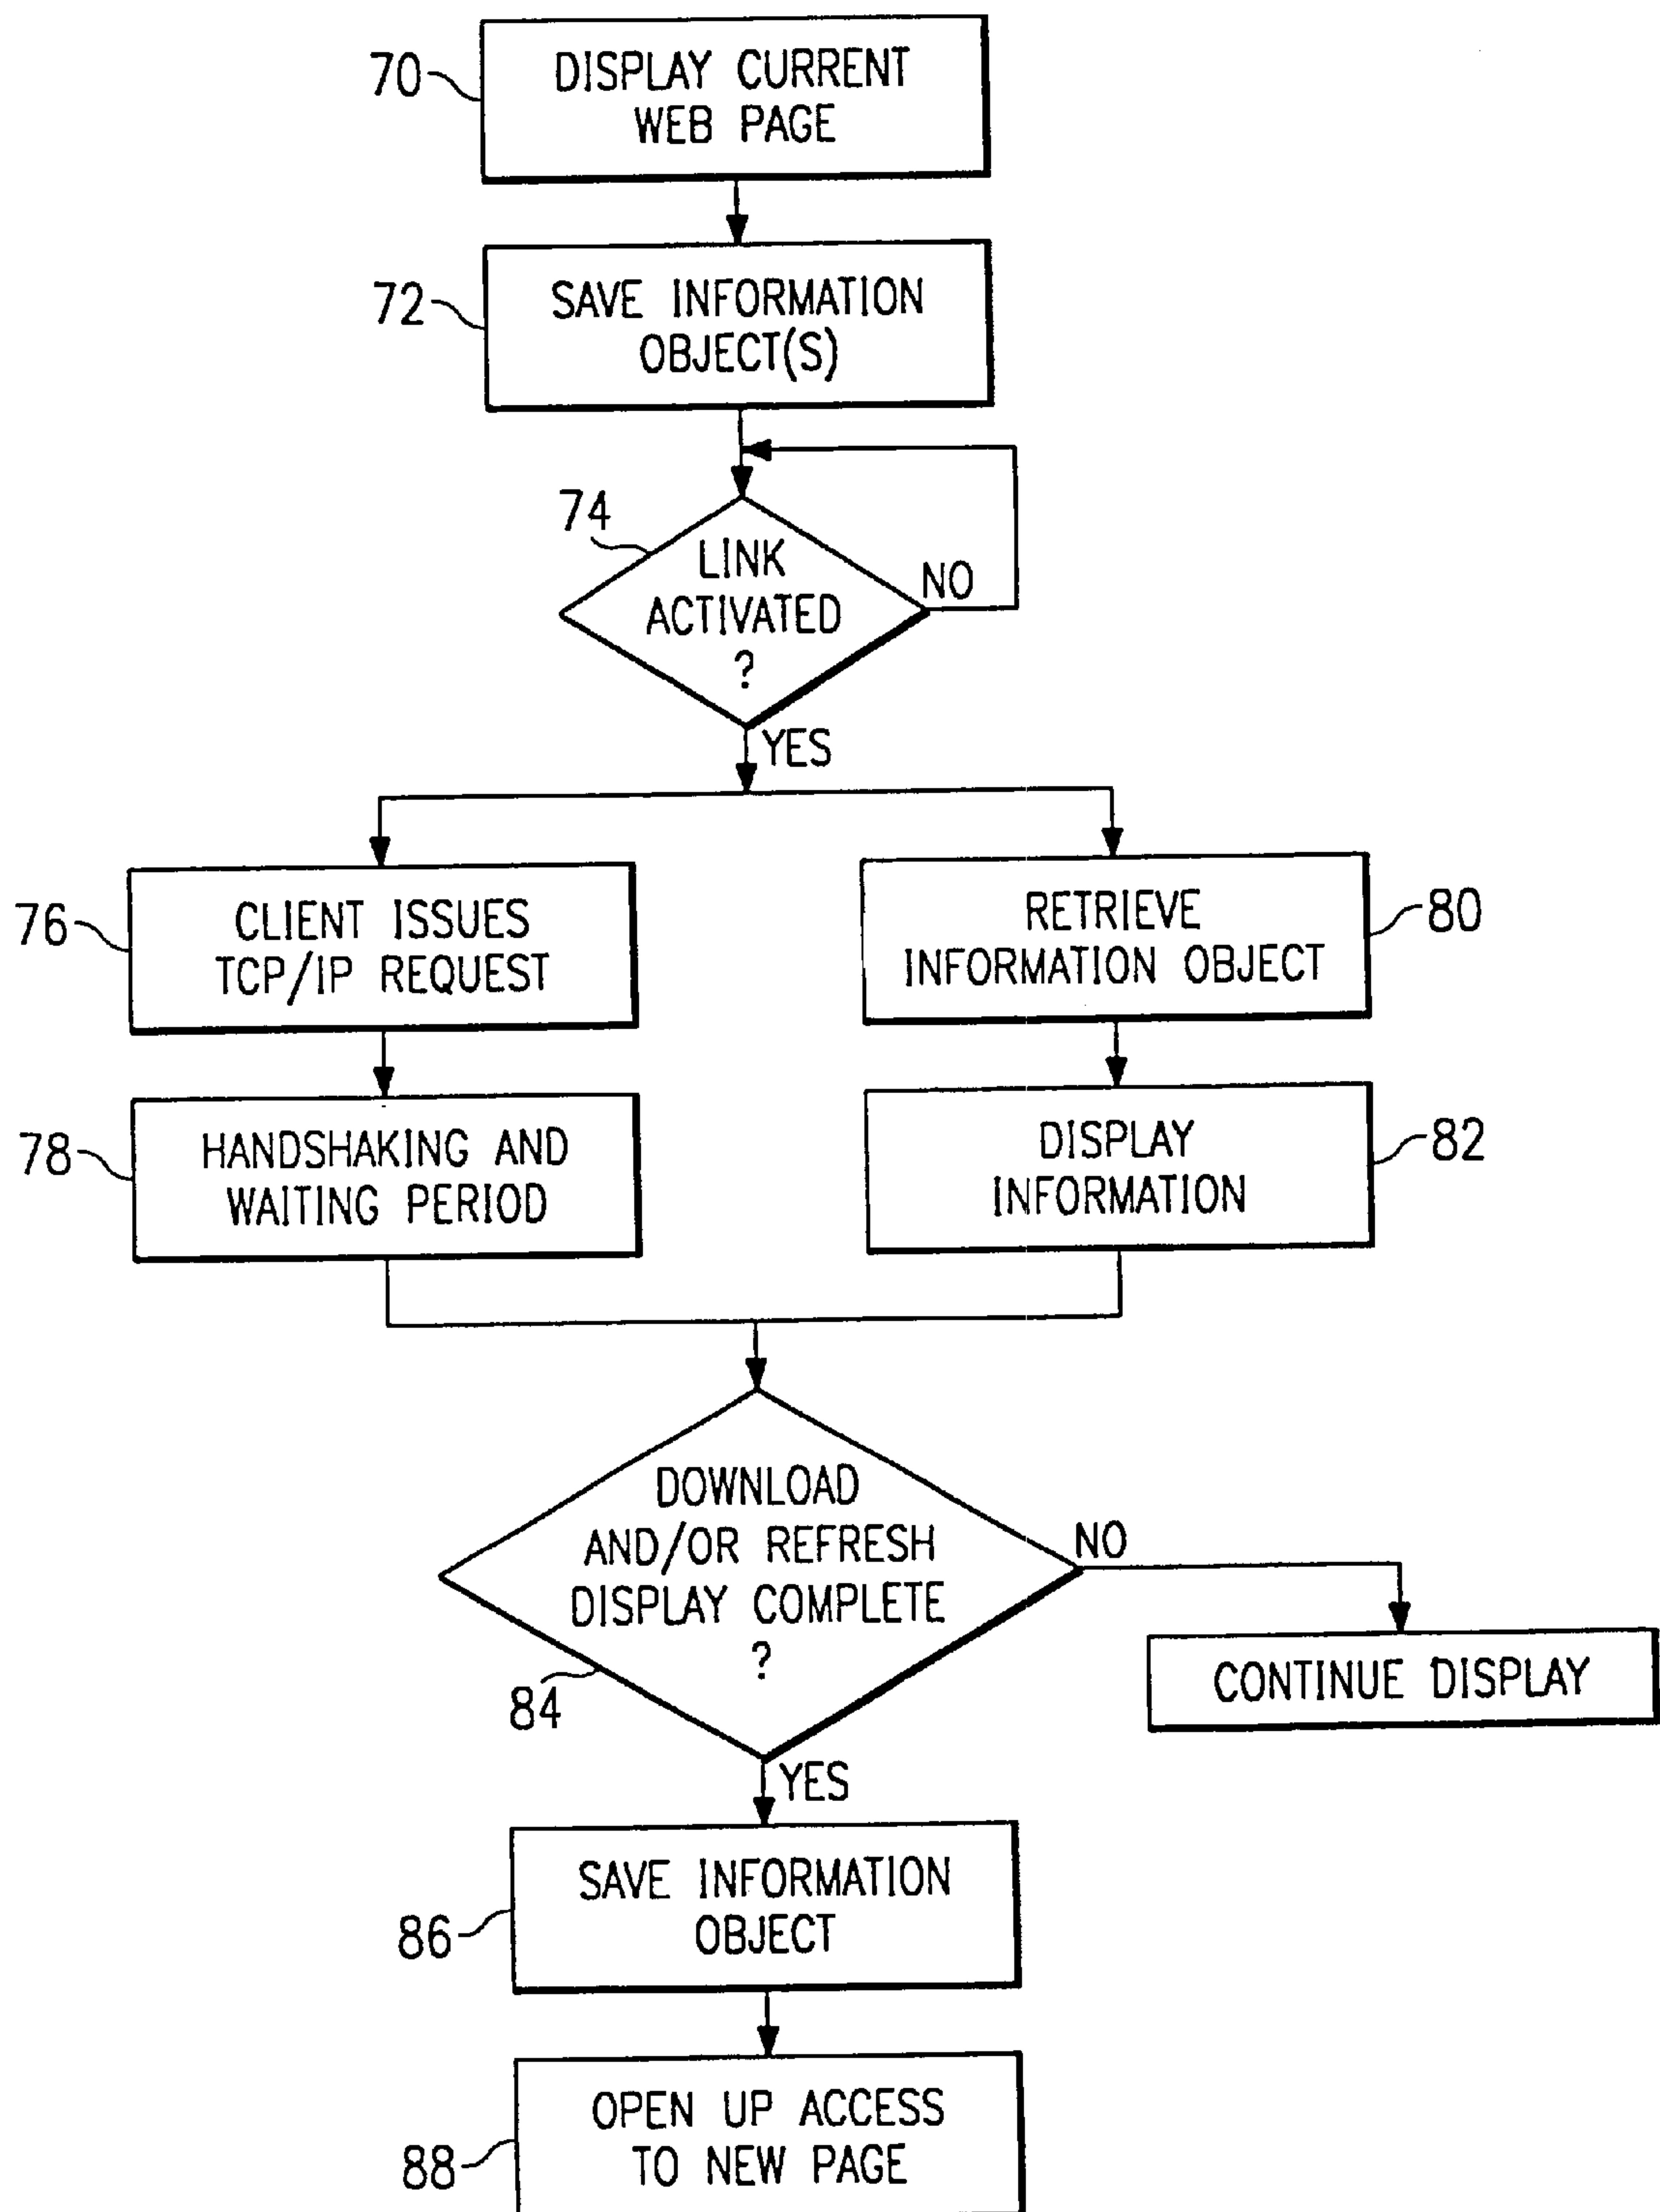 70
DISPLAY CURRENT
WEB PAGE
72
SAVE INFORMATION
OBJECT(S)
74
LINK
ACTIVATED
?
NO
YES
76
CLIENT ISSUES
TCP/IP REQUEST
RETRIEVE
INFORMATION OBJECT
80
78
HANDSHAKING AND
WAITING PERIOD
DISPLAY
INFORMATION
82
DOWNLOAD
AND/OR REFRESH
DISPLAY COMPLETE
?
NO
84
CONTINUE DISPLAY
YES
86
SAVE INFORMATION
OBJECT
88
OPEN UP ACCESS
TO NEW PAGE